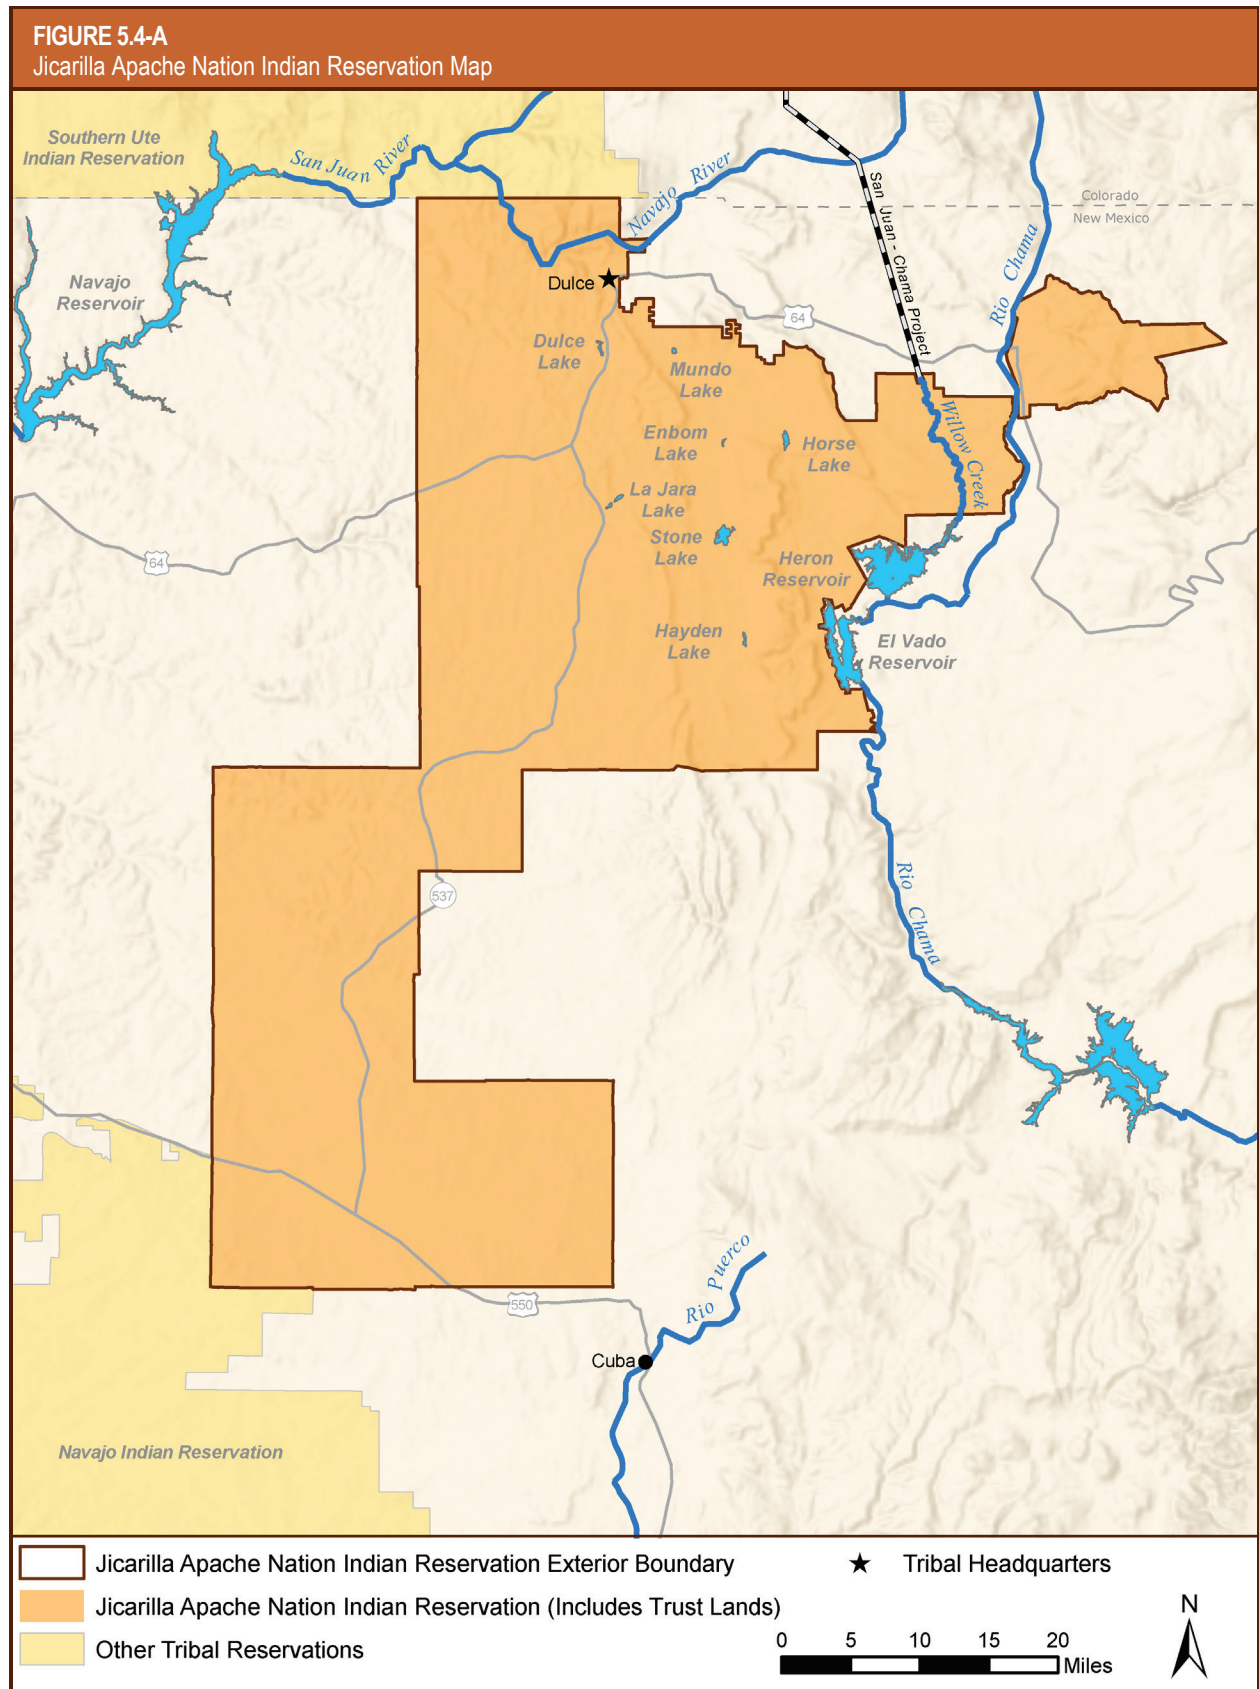 FIGURE 5.4-A
Jicarilla Apache Nation Indian Reservation Map
Southern Ute
Indian Reservation
San Juan River
Navajo River
San Juan - Chama Project
Colorado
New Mexico
Rio Chama
Navajo
Reservoir
Dulce
64
Dulce
Lake
Mundo
Lake
Enbom
Lake
Horse
Lake
Willow Creek
La Jara
Lake
Stone
Lake
Heron
Reservoir
64
Hayden
Lake
El Vado
Reservoir
537
Rio Chama
Rio Puerco
550
Cuba
Navajo Indian Reservation
Jicarilla Apache Nation Indian Reservation Exterior Boundary
Tribal Headquarters
Jicarilla Apache Nation Indian Reservation (Includes Trust Lands)
Other Tribal Reservations
0 5 10 15 20
Miles
N